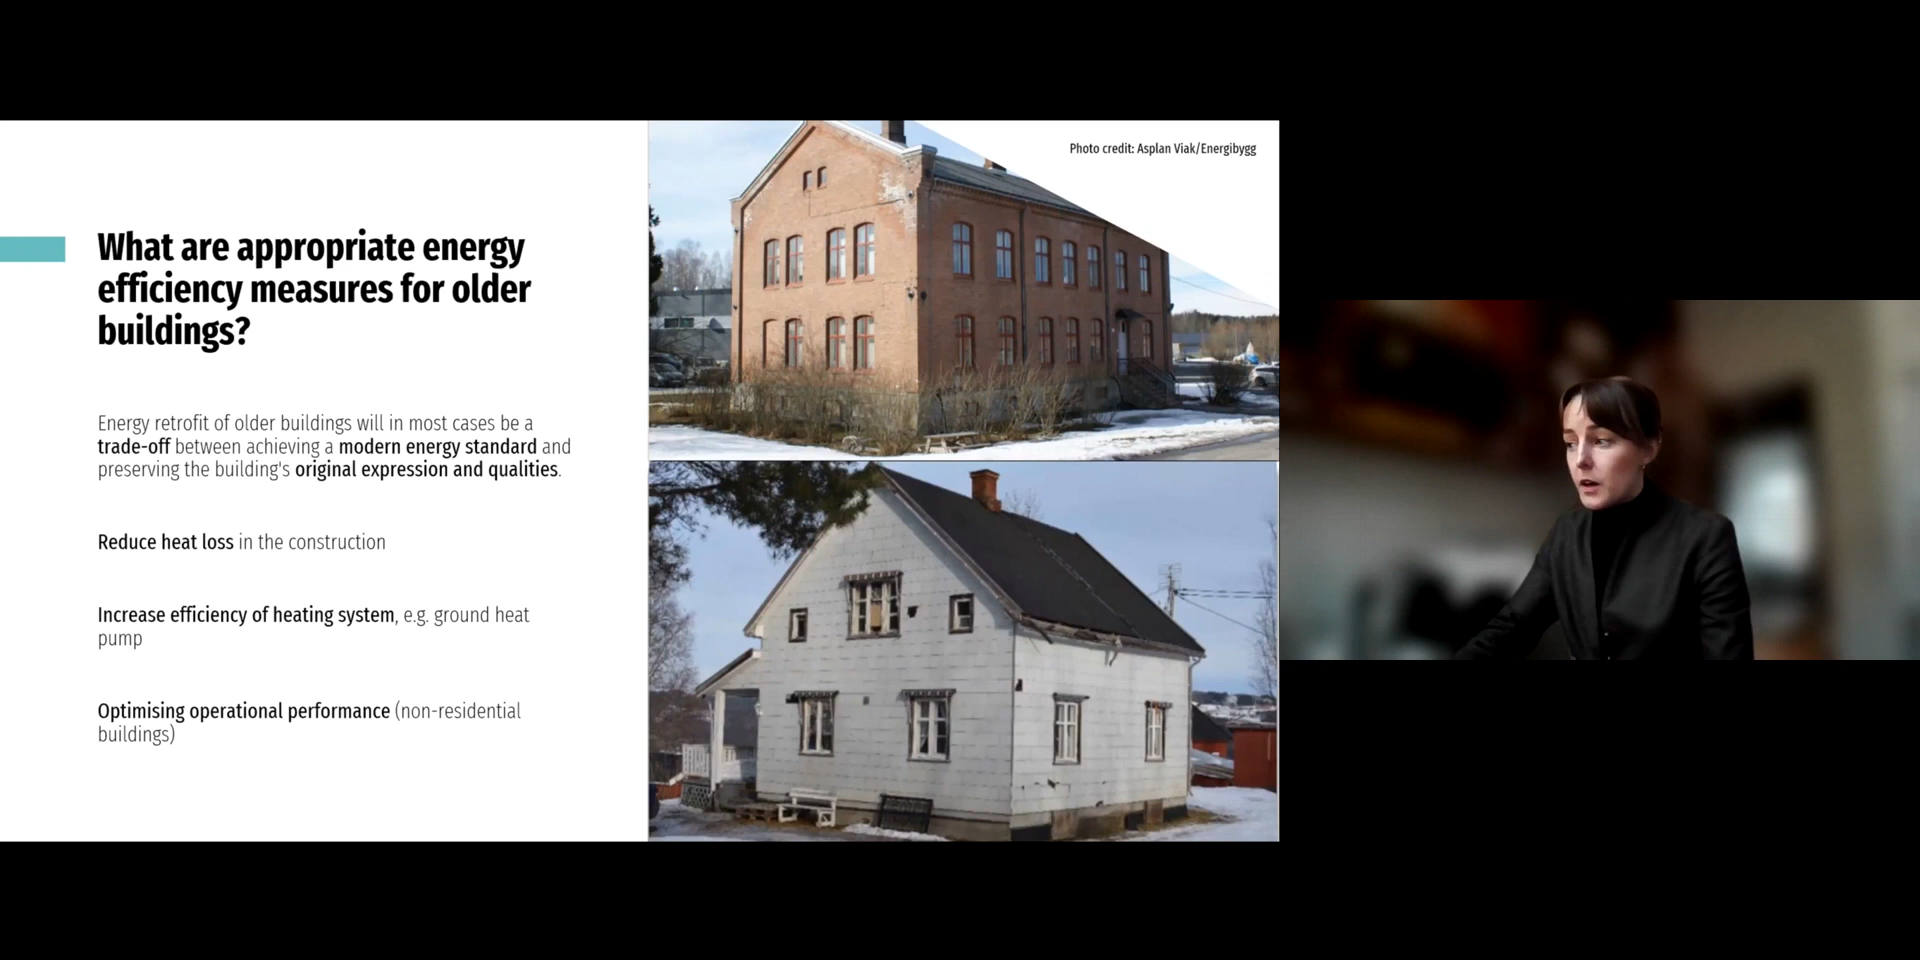 What are appropriate energy
efficiency measures for older
buildings?
Energy retrofit of older buildings will in most cases be a
trade-off between achieving a modern energy standard and
preserving the building's original expression and qualities.
Reduce heat loss in the construction
Increase efficiency of heating system, e.g. ground heat
pump
Optimising operational performance (non-residential
buildings)
Photo credit: Asplan Viak/Energibygg